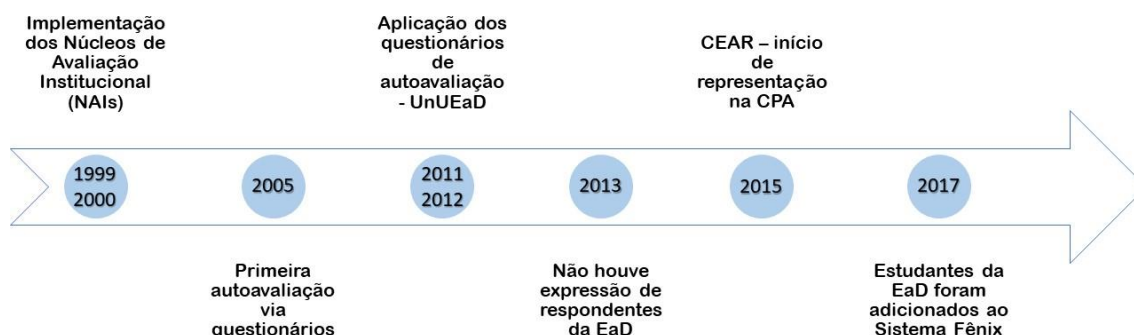 Implementação
dos Núcleos de
Avaliação
Institucional
(NAIs)
Aplicação dos
questionários
de
autoavaliação
- UnUEaD
CEAR – início
de
representação
na CPA
1999
2000
2005
2011
2012
2013
2015
2017
Primeira
autoavaliação
via
questionários
Não houve
expressão de
respondentes
da EaD
Estudantes da
EaD foram
adicionados ao
Sistema Fênix